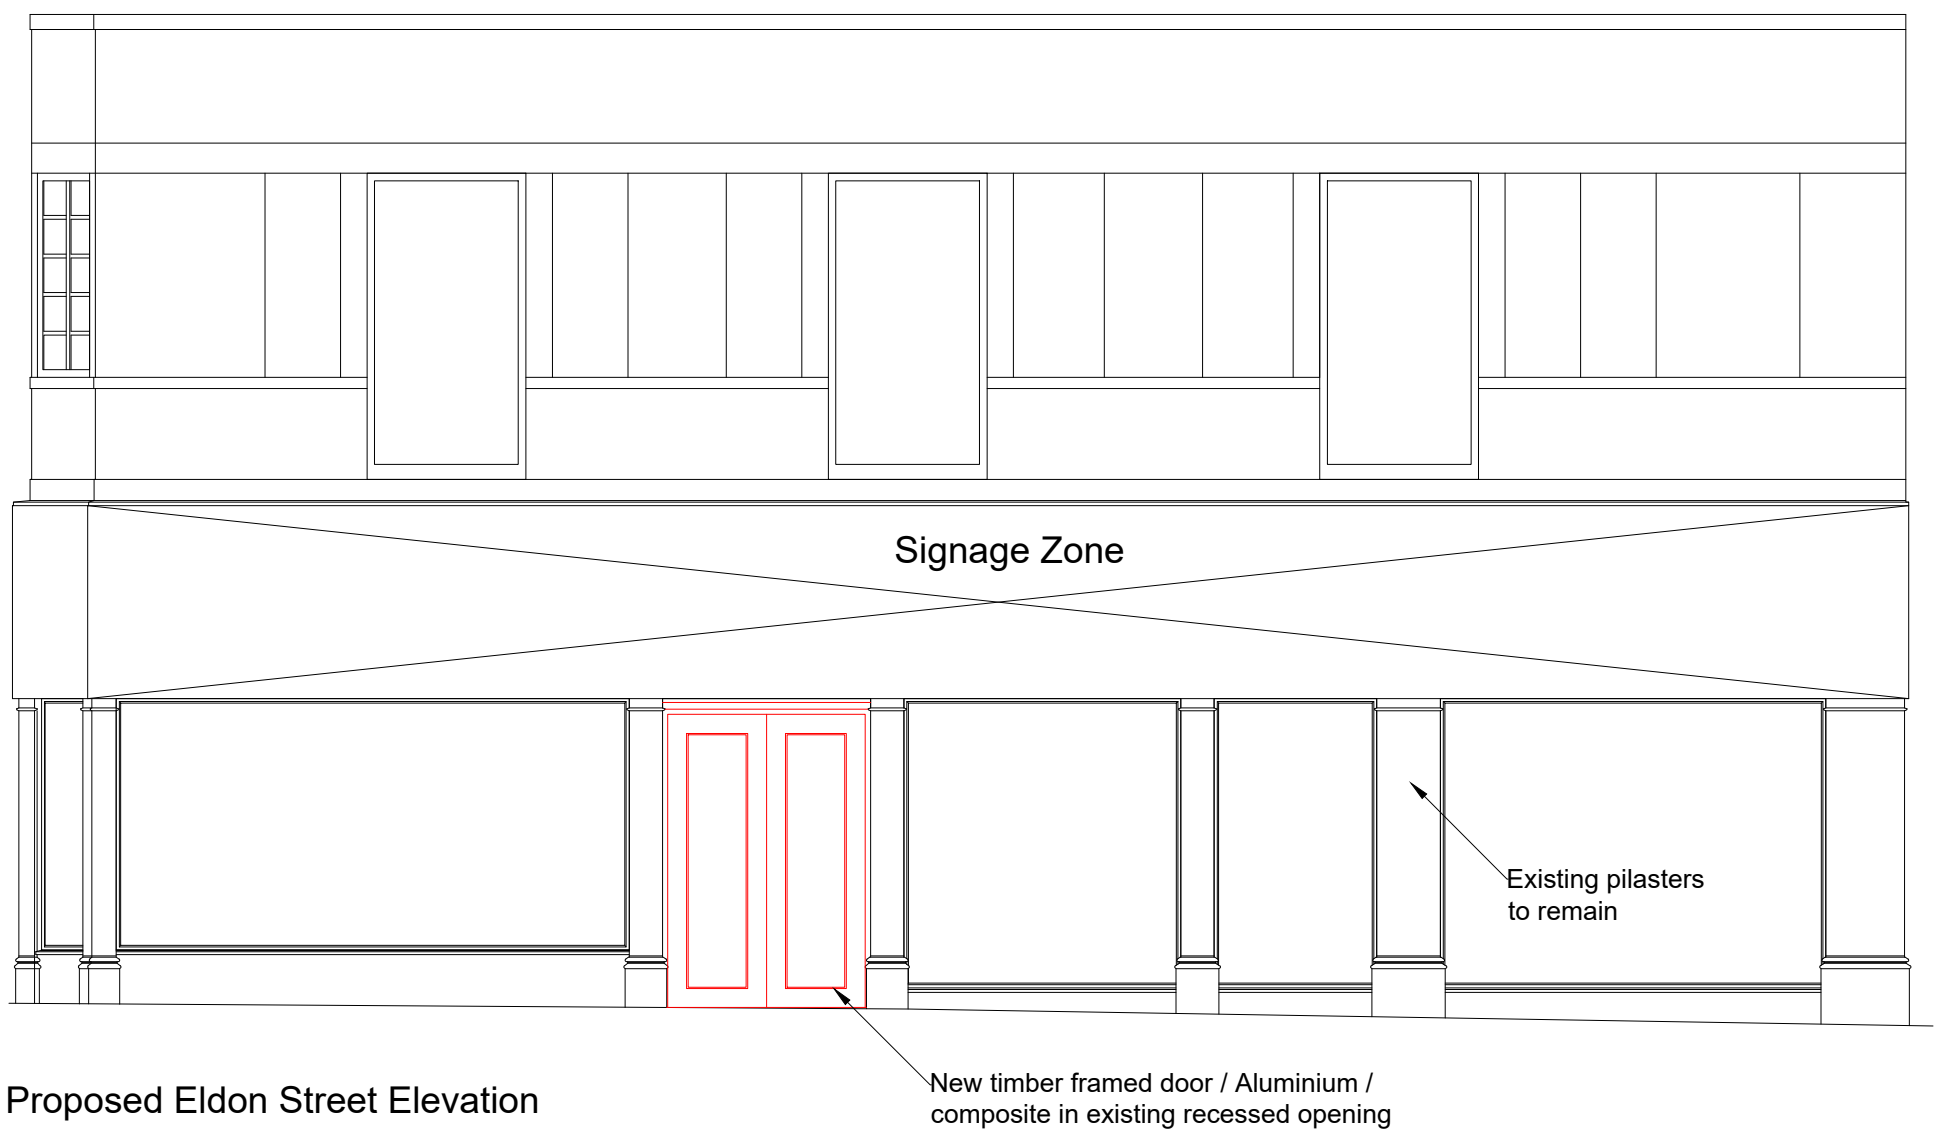 Signage Zone
Existing pilasters
to remain
New timber framed door / Aluminium /
composite in existing recessed opening
Proposed Eldon Street Elevation